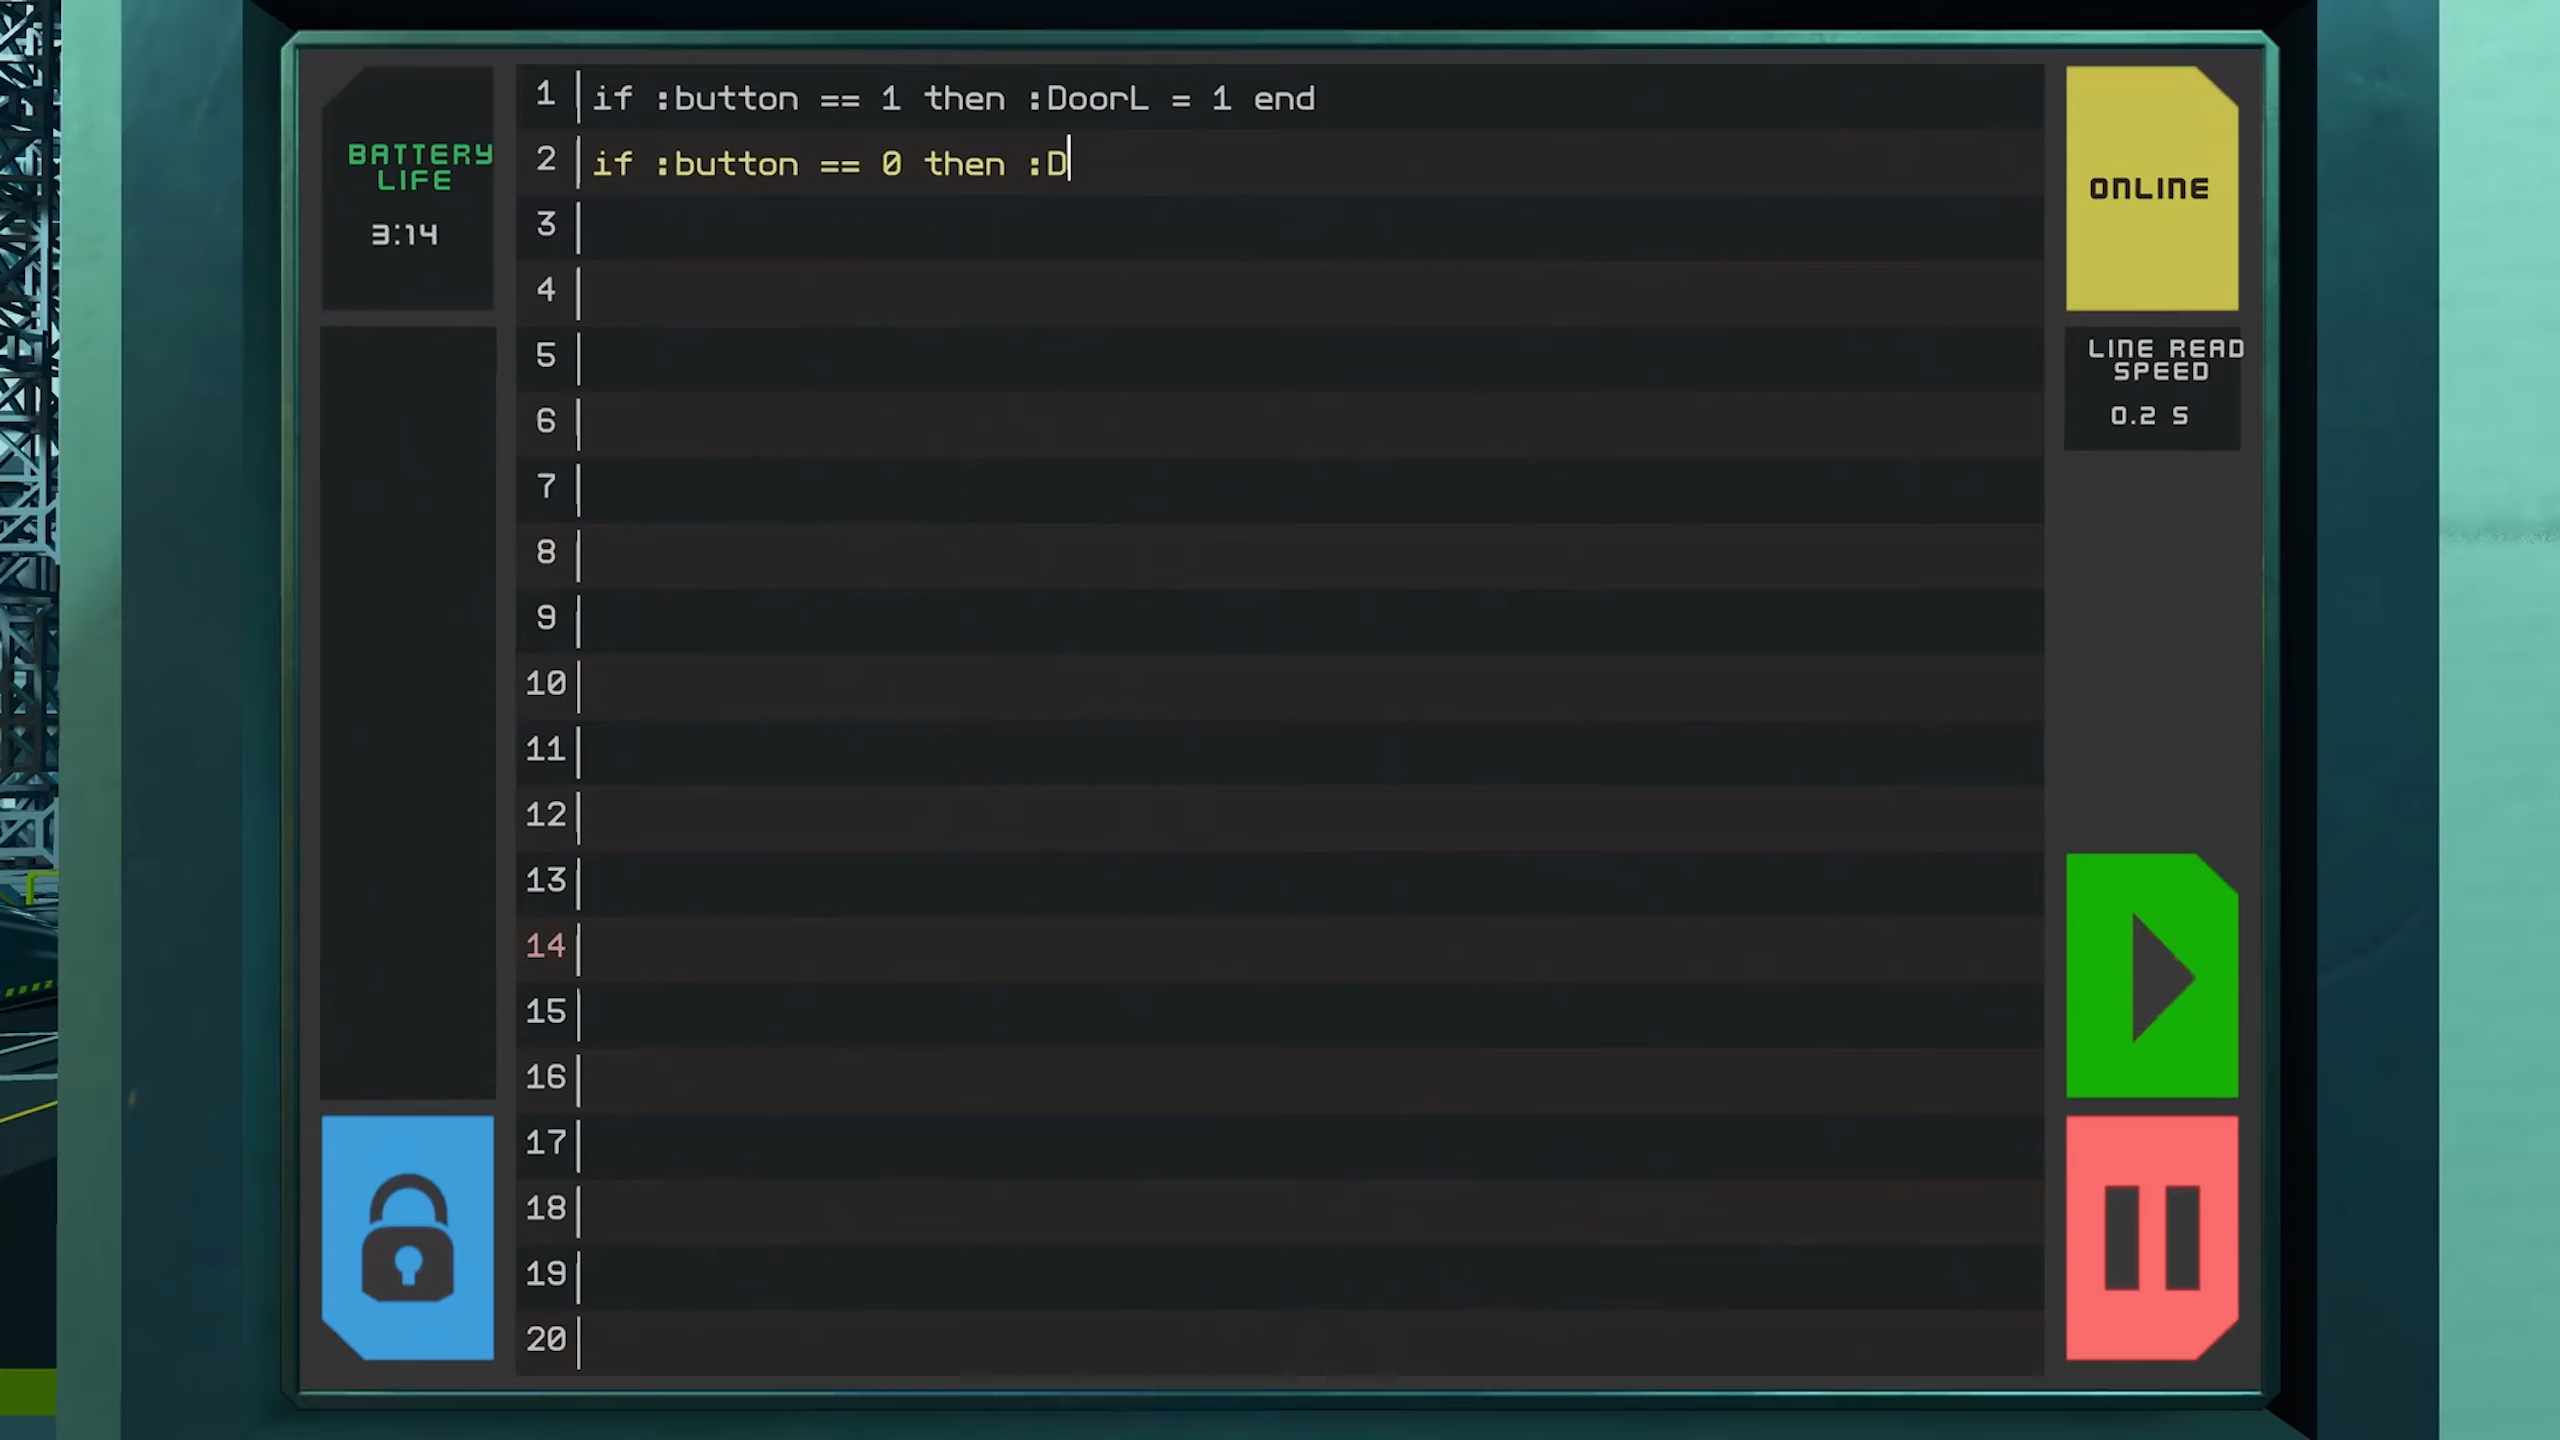 BATTERY
LIFE
3:14
1 if :button == 1 then :DoorL = 1 end
2 if :button == 0 then :D
3
4
5
6
7
8
9
10
11
12
13
14
15
16
17
18
19
20
ONLINE
LINE READ
SPEED
0.2 S